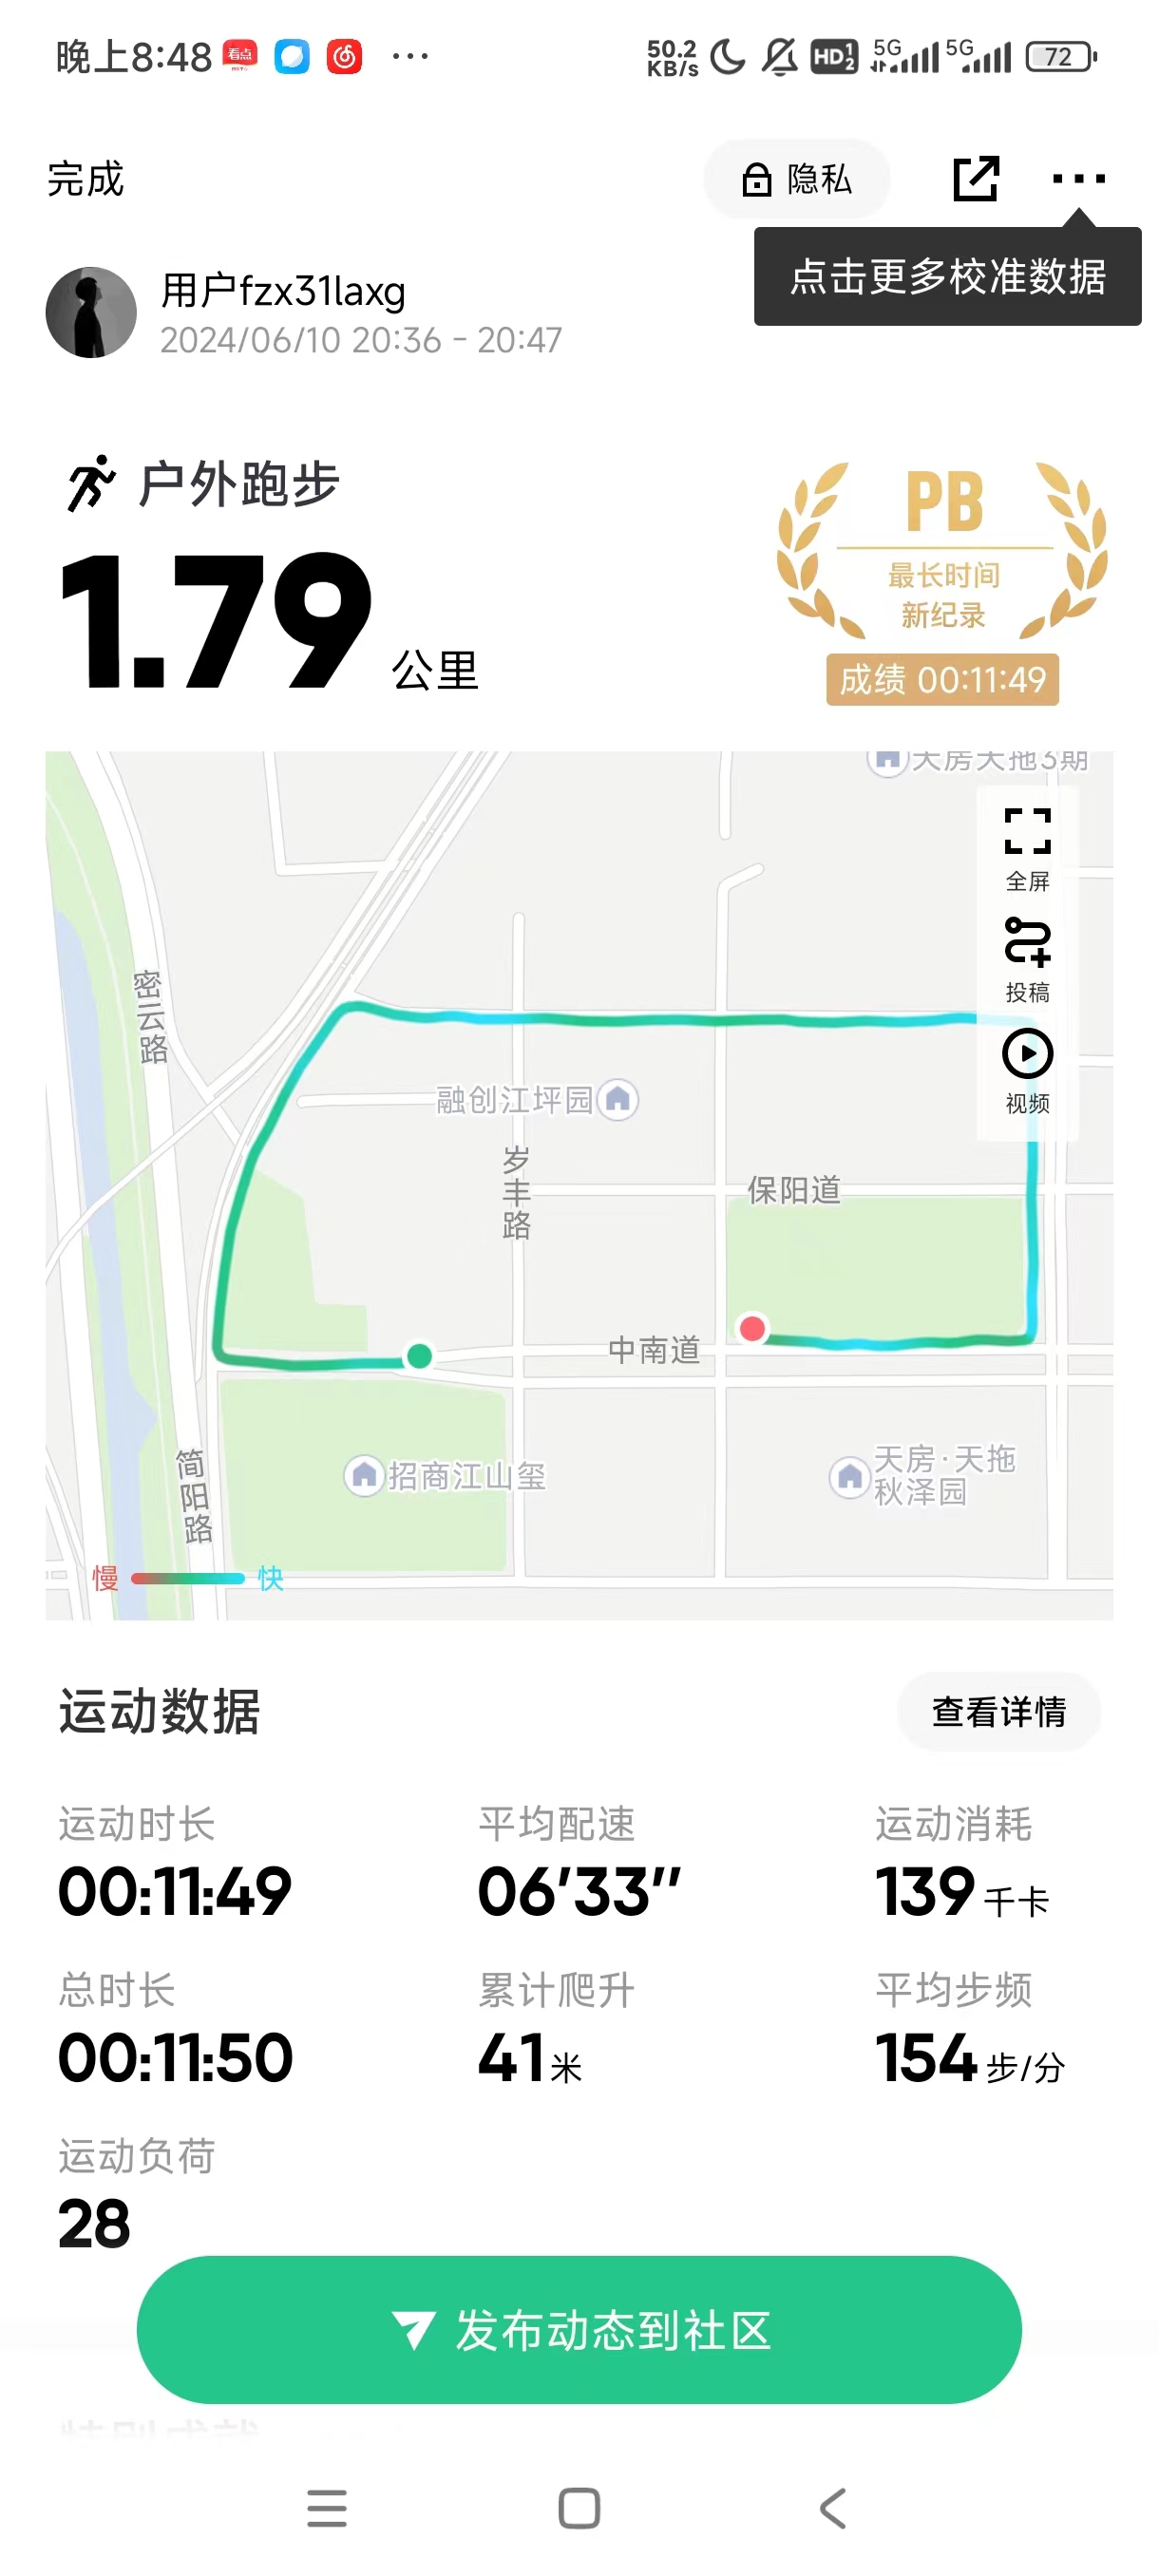 晚上8:48 看点 ... 50.2 KB/s HD 1 2 5G 5G 72
完成
隐私
点击更多校准数据
用户fzx31laxg
2024/06/10 20:36 - 20:47
户外跑步
1.79 公里
PB
最长时间
新纪录
成绩 00:11:49
天房天拖3期
全屏
投稿
视频
密云路
融创江坪园
岁丰路
保阳道
中南道
招商江山玺
天房·天拖
秋泽园
简阳路
慢 快
运动数据
查看详情
运动时长 平均配速 运动消耗
00:11:49 06'33'' 139 千卡
总时长 累计爬升 平均步频
00:11:50 41 米 154 步/分
运动负荷
28
发布动态到社区